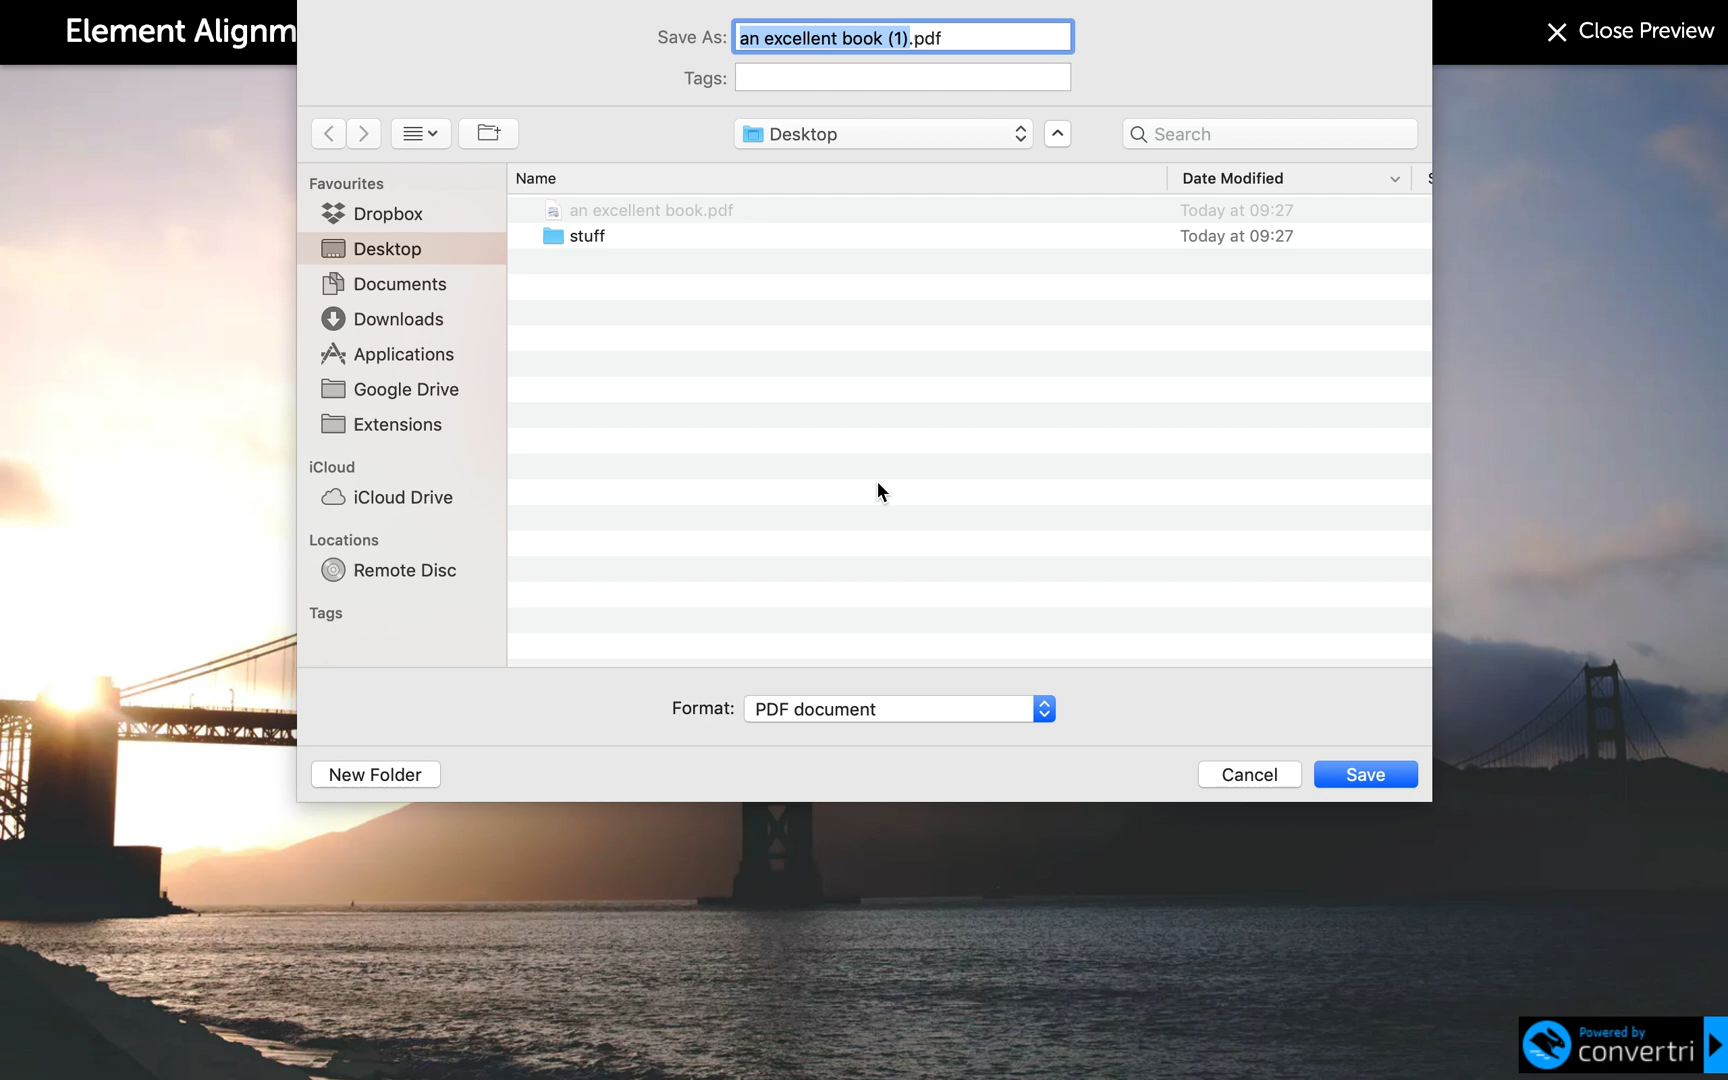 Element Alignm
Close Preview
Save As: an excellent book (1).pdf
Tags:
Desktop
Search
Favourites
Dropbox
Desktop
Documents
Downloads
Applications
Google Drive
Extensions
iCloud
iCloud Drive
Locations
Remote Disc
Tags
Name Date Modified
an excellent book.pdf Today at 09:27
stuff Today at 09:27
Format: PDF document
New Folder Cancel Save
Powered by
convertri